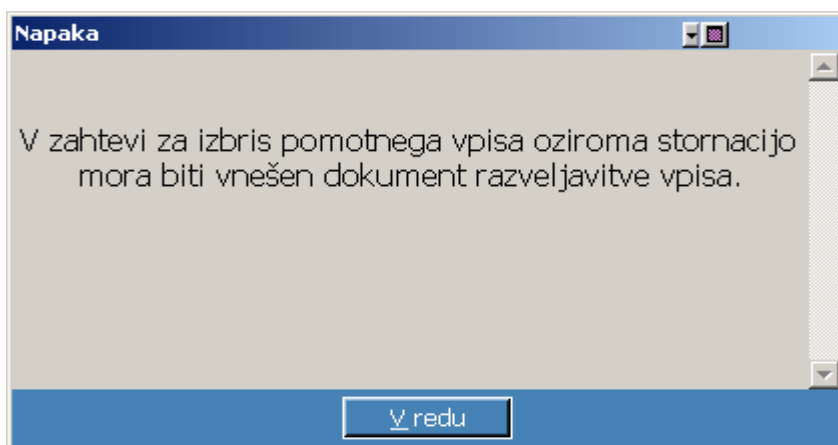 Napaka
V zahtevi za izbris pomotnega vpisa oziroma stornacijo
mora biti vnešen dokument razveljavitve vpisa.
V redu